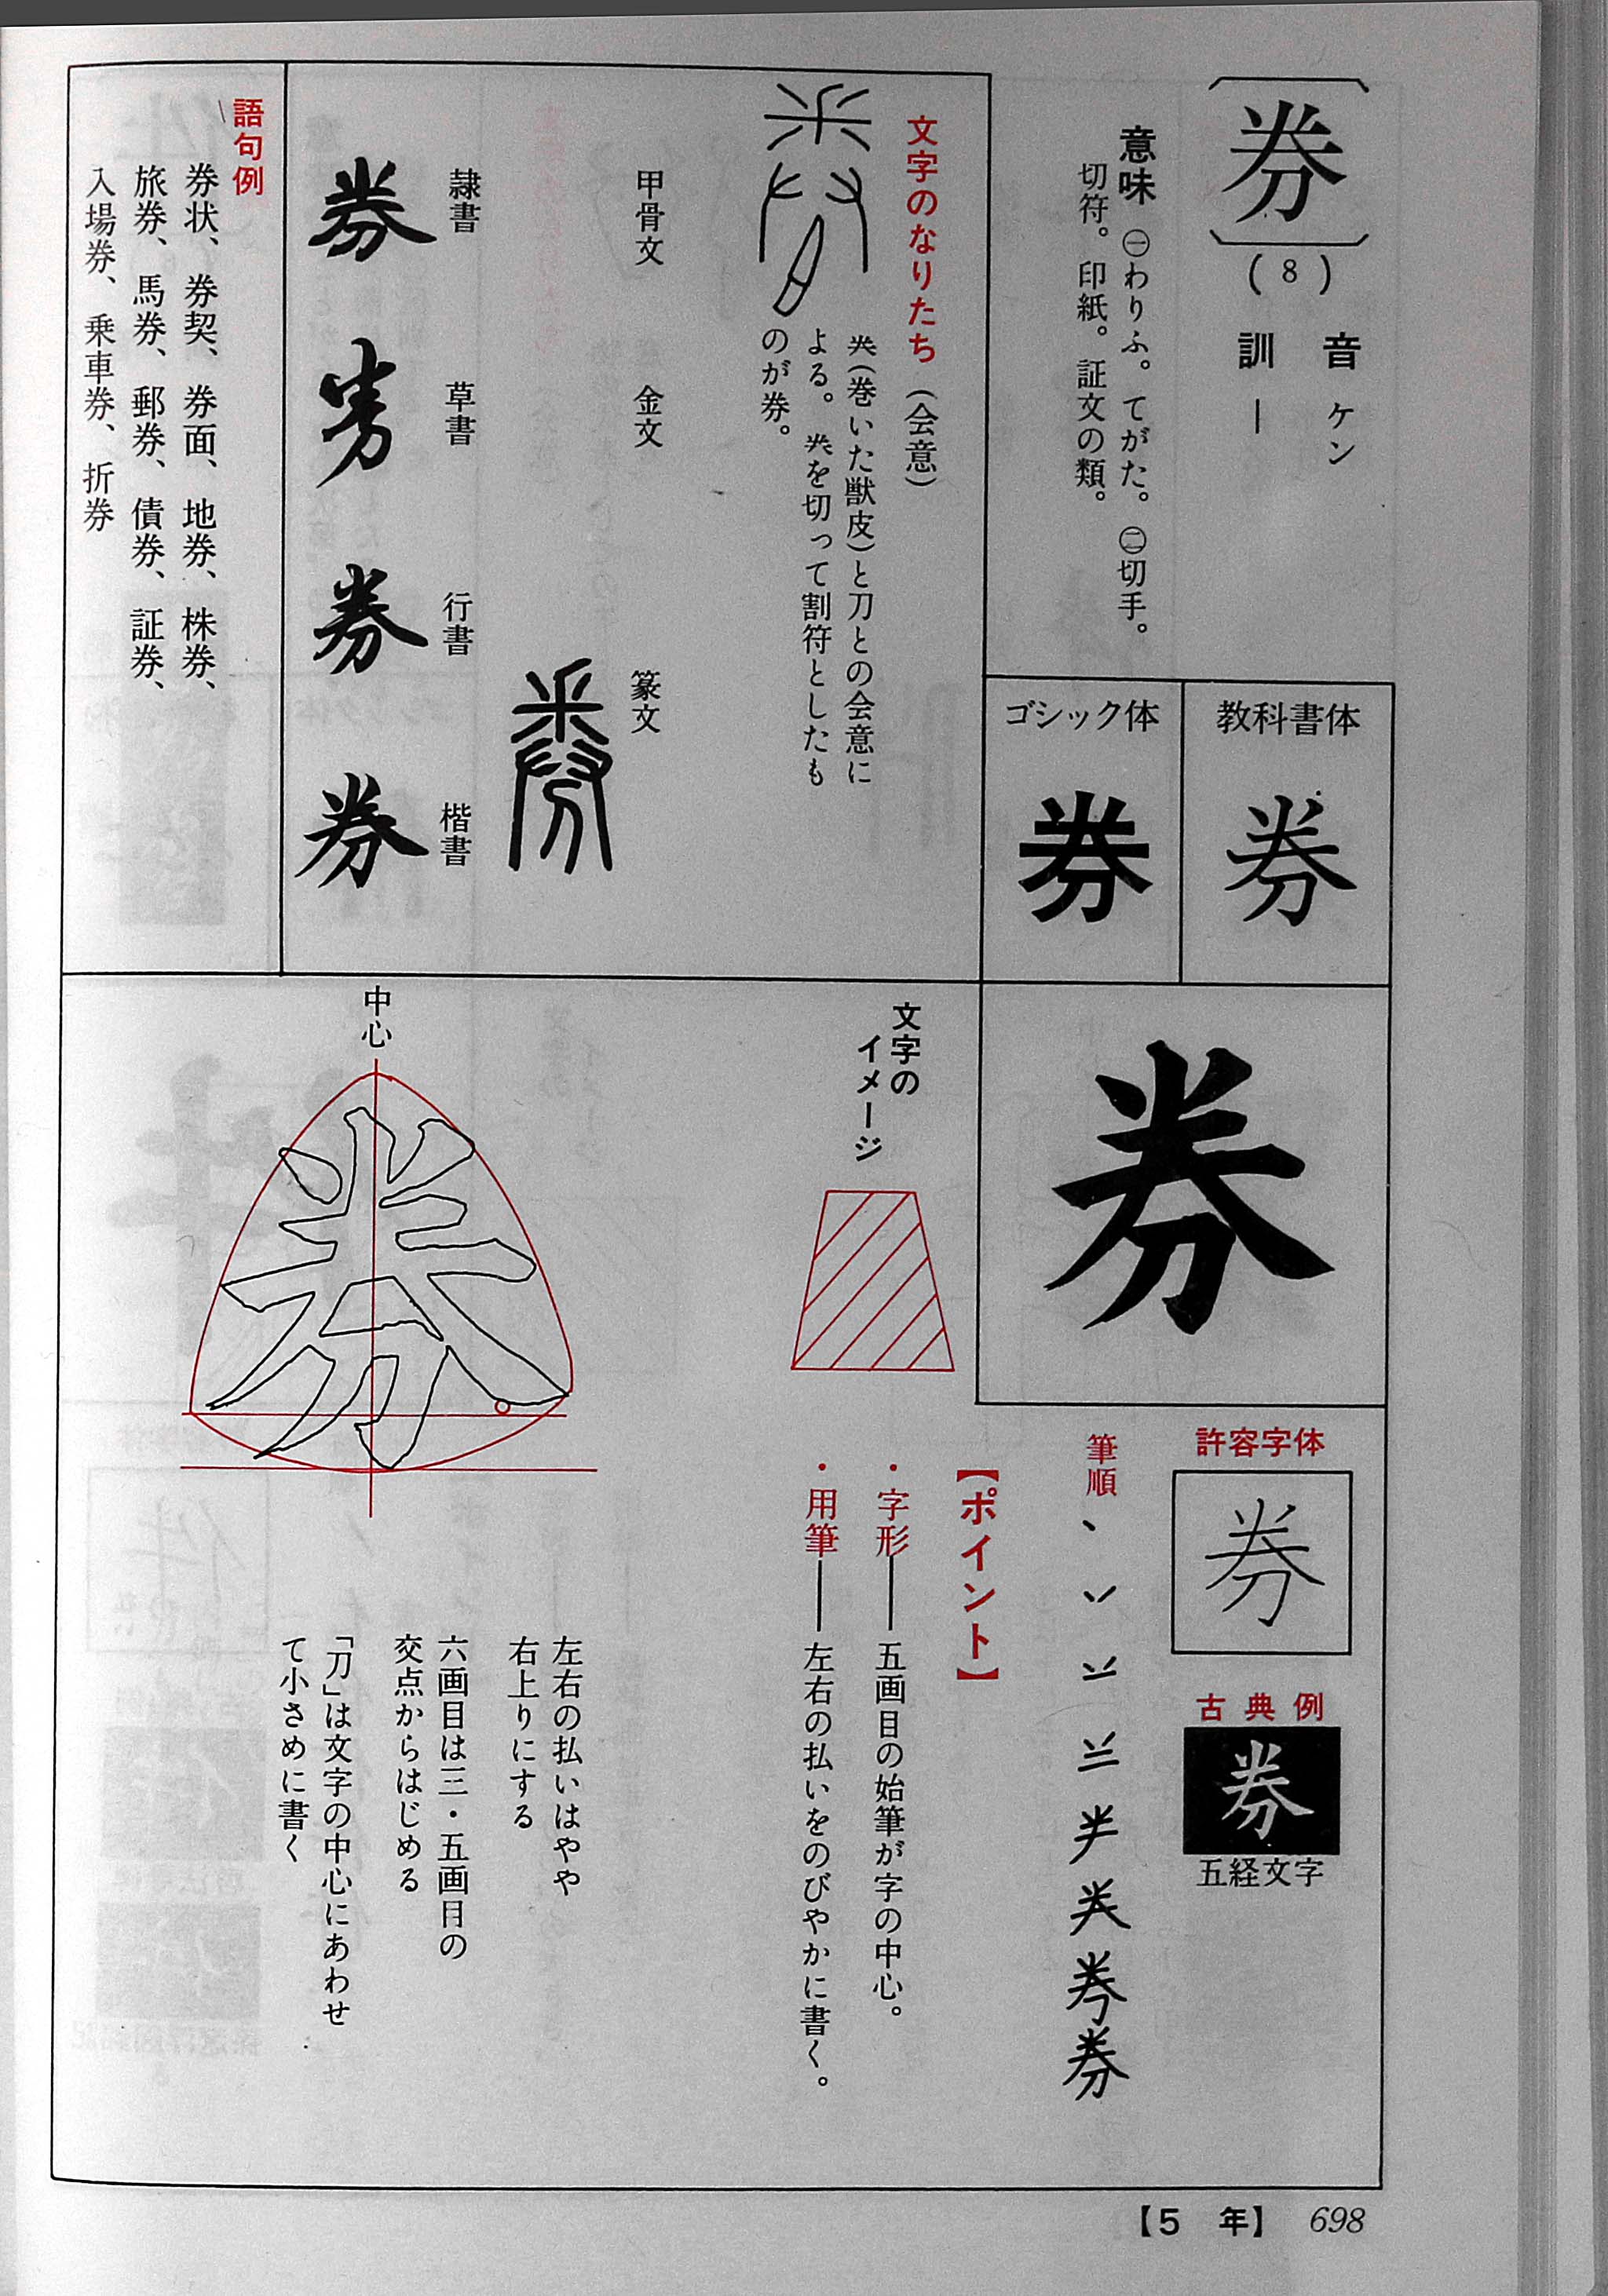 券
(8)
音 ケン
訓 ―
意味 ㊀わりふ。てがた。㊁切手。
切符。印紙。証文の類。
教科書体
券
ゴシック体
券
文字のなりたち (会意)
(巻いた獣皮)と刀との会意に
よる。
を切って割符としたも
のが券。
甲骨文
金文
篆文
隷書
草書
行書
楷書
券
券
券
券
語句例
券状、券契、券面、地券、株券、
旅券、馬券、郵券、債券、証券、
入場券、乗車券、折券
券
許容字体
券
古典例
券
五経文字
筆順
券
【ポイント】
・字形―五画目の始筆が字の中心。
・用筆―左右の払いをのびやかに書く。
文字の
イメージ
中心
券
左右の払いはやや
右上りにする
六画目は三・五画目の
交点からはじめる
「刀」は文字の中心にあわせ
て小さめに書く
【5 年】 698